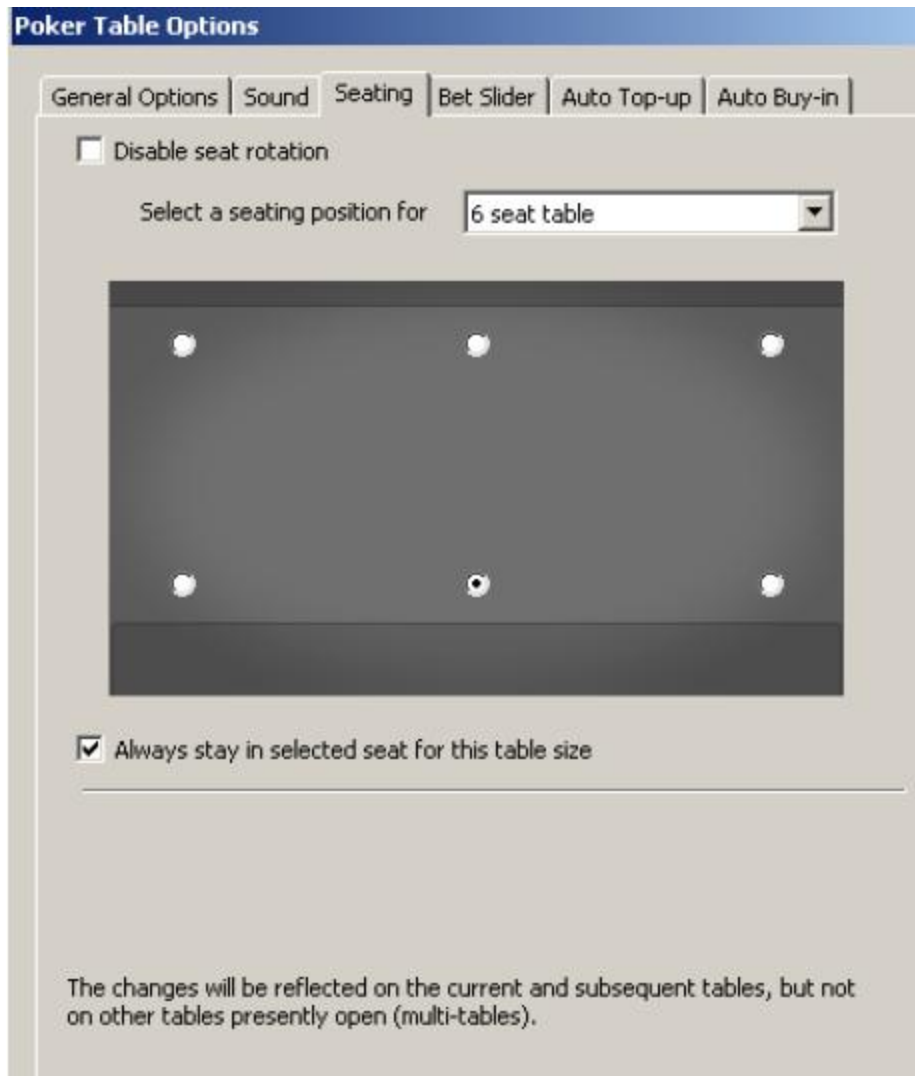 Poker Table Options
General Options Sound Seating Bet Slider Auto Top-up Auto Buy-in
Disable seat rotation
Select a seating position for 6 seat table
Always stay in selected seat for this table size
The changes will be reflected on the current and subsequent tables, but not
on other tables presently open (multi-tables).